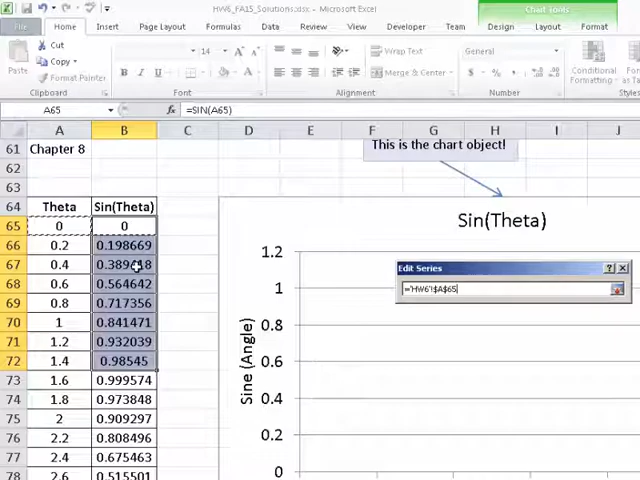 HW6_FA15_Solutions.xlsx - Microsoft Excel
Chart Tools
File Home Insert Page Layout Formulas Data Review View Developer Design Layout Format
Cut
Copy
Format Painter
Paste
14
Wrap Text
Merge & Center
General
Conditional
Formatting
Clipboard Font Alignment Number Styles
A65 fx =SIN(A65)
A B C D E F G H I J
61 Chapter 8 This is the chart object!
62
63
64 Theta Sin(Theta)
65 0 0
66 0.2 0.198669
67 0.4 0.389418
68 0.6 0.564642
69 0.8 0.717356
70 1 0.841471
71 1.2 0.932039
72 1.4 0.98545
73 1.6 0.999574
74 1.8 0.973848
75 2 0.909297
76 2.2 0.808496
77 2.4 0.675463
78 2.6 0.515501
Sin(Theta)
Sine (Angle)
1.2
1
0.8
0.6
0.4
0.2
0
Edit Series
='HW6'!$A$65